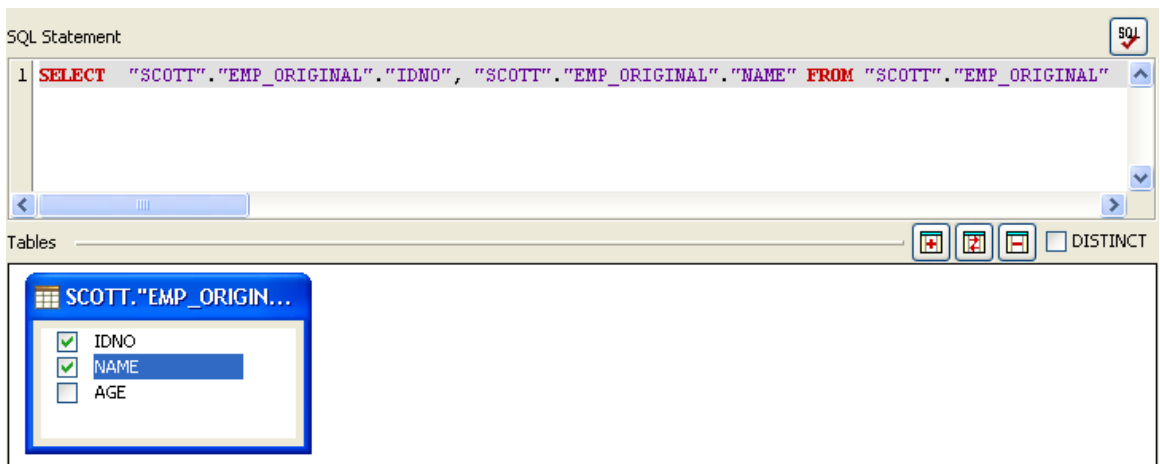 SQL Statement
SQL
1 SELECT "SCOTT"."EMP_ORIGINAL"."IDNO", "SCOTT"."EMP_ORIGINAL"."NAME" FROM "SCOTT"."EMP_ORIGINAL"
Tables
DISTINCT
SCOTT."EMP_ORIGIN...
IDNO
NAME
AGE